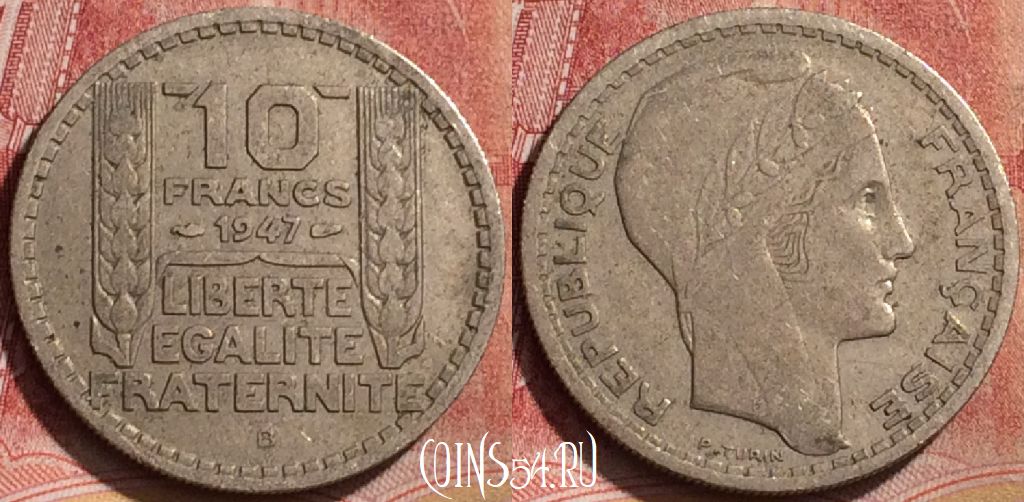 10
FRANCS
1947
LIBERTE
EGALITE
FRATERNITE
B
REPUBLIQUE FRANÇAISE
P·TURIN
COINS54.RU